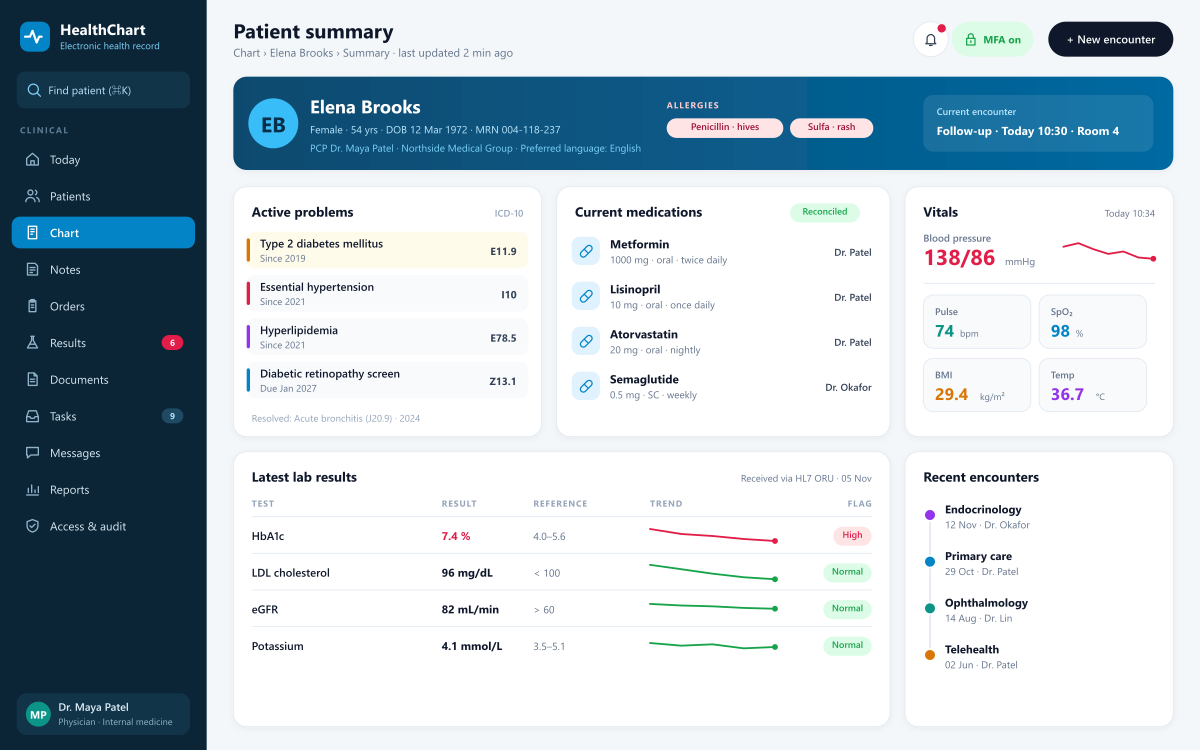 HealthChart
Electronic health record
Find patient (⌘K)
CLINICAL
Today
Patients
Chart
Notes
Orders
Results 6
Documents
Tasks 9
Messages
Reports
Access & audit
MP
Dr. Maya Patel
Physician · Internal medicine
Patient summary
Chart › Elena Brooks › Summary · last updated 2 min ago
MFA on
+ New encounter
EB
Elena Brooks
Female · 54 yrs · DOB 12 Mar 1972 · MRN 004-118-237
PCP Dr. Maya Patel · Northside Medical Group · Preferred language: English
ALLERGIES
Penicillin · hives
Sulfa · rash
Current encounter
Follow-up · Today 10:30 · Room 4
Active problems ICD-10
Type 2 diabetes mellitus E11.9
Since 2019
Essential hypertension I10
Since 2021
Hyperlipidemia E78.5
Since 2021
Diabetic retinopathy screen Z13.1
Due Jan 2027
Resolved: Acute bronchitis (J20.9) · 2024
Current medications Reconciled
Metformin Dr. Patel
1000 mg · oral · twice daily
Lisinopril Dr. Patel
10 mg · oral · once daily
Atorvastatin Dr. Patel
20 mg · oral · nightly
Semaglutide Dr. Okafor
0.5 mg · SC · weekly
Vitals Today 10:34
Blood pressure
138/86 mmHg
Pulse
74 bpm
SpO₂
98 %
BMI
29.4 kg/m²
Temp
36.7 °C
Latest lab results Received via HL7 ORU · 05 Nov
TEST RESULT REFERENCE TREND FLAG
HbA1c 7.4 % 4.0–5.6 High
LDL cholesterol 96 mg/dL < 100 Normal
eGFR 82 mL/min > 60 Normal
Potassium 4.1 mmol/L 3.5–5.1 Normal
Recent encounters
Endocrinology
12 Nov · Dr. Okafor
Primary care
29 Oct · Dr. Patel
Ophthalmology
14 Aug · Dr. Lin
Telehealth
02 Jun · Dr. Patel